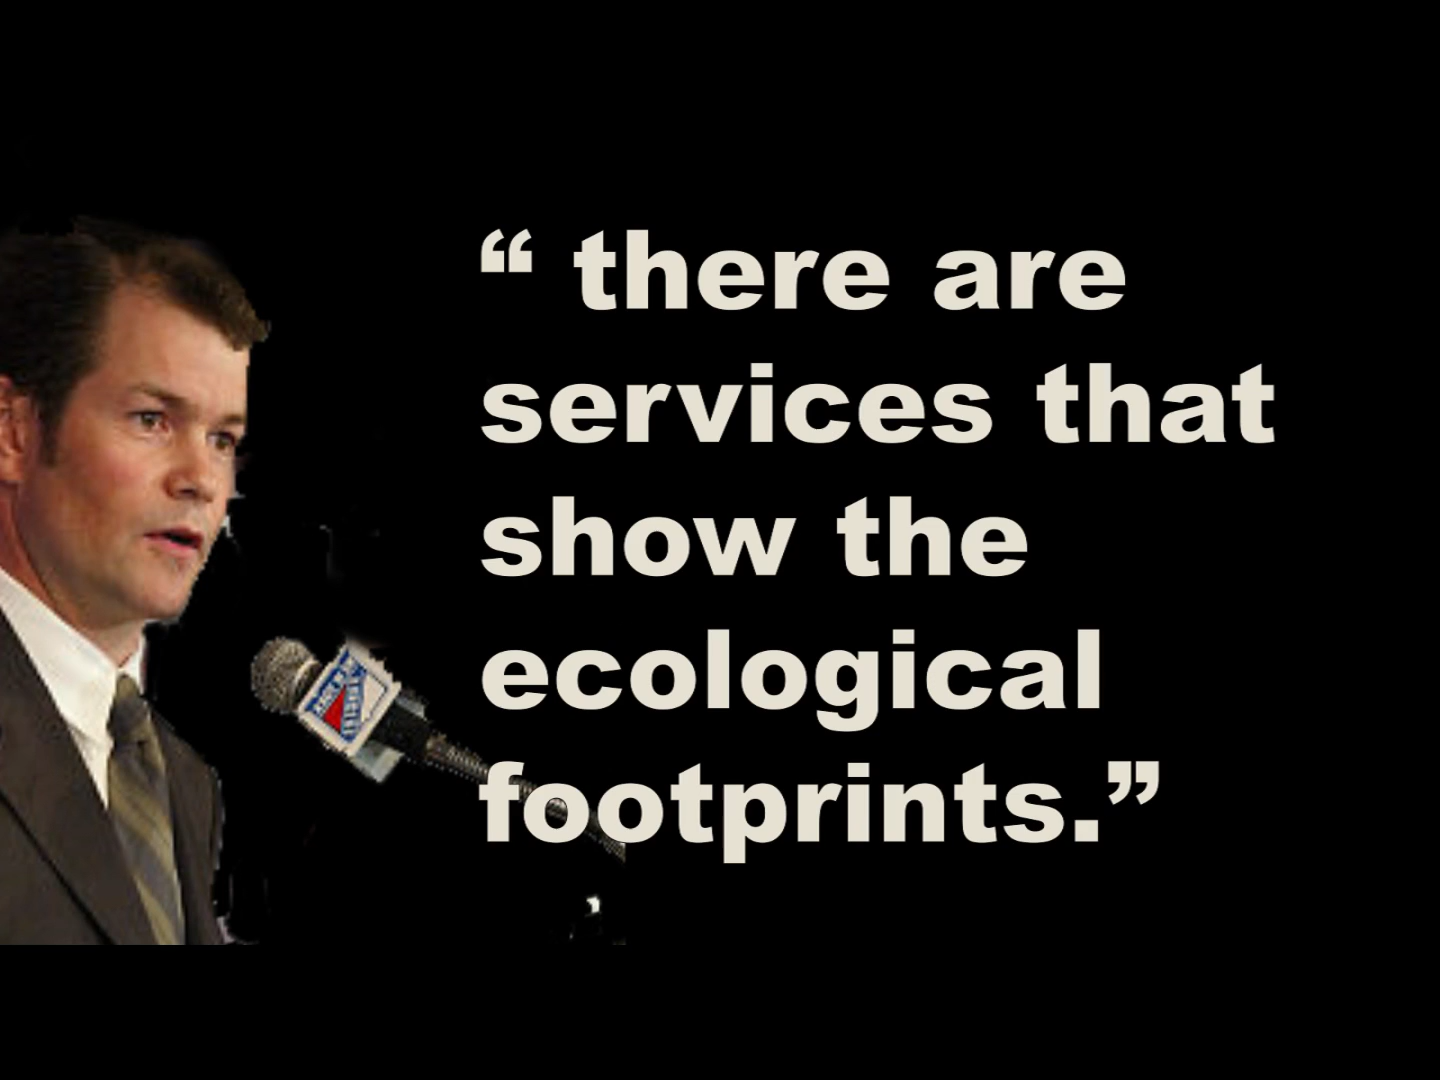 “ there are
services that
show the
ecological
footprints.”